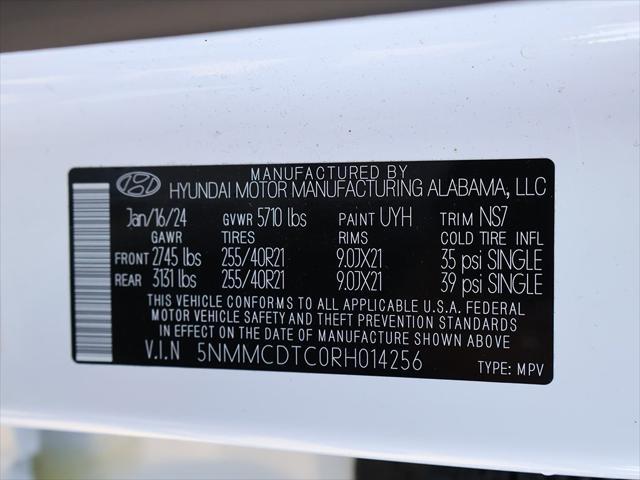 MANUFACTURED BY
HYUNDAI MOTOR MANUFACTURING ALABAMA, LLC
Jan/16/24 GVWR 5710 lbs PAINT UYH TRIM NS7
GAWR TIRES RIMS COLD TIRE INFL
FRONT 2745 lbs 255/40R21 9.0JX21 35 psi SINGLE
REAR 3131 lbs 255/40R21 9.0JX21 39 psi SINGLE
THIS VEHICLE CONFORMS TO ALL APPLICABLE U.S.A. FEDERAL
MOTOR VEHICLE SAFETY AND THEFT PREVENTION STANDARDS
IN EFFECT ON THE DATE OF MANUFACTURE SHOWN ABOVE.
V.I.N 5NMMCDTC0RH014256 TYPE: MPV